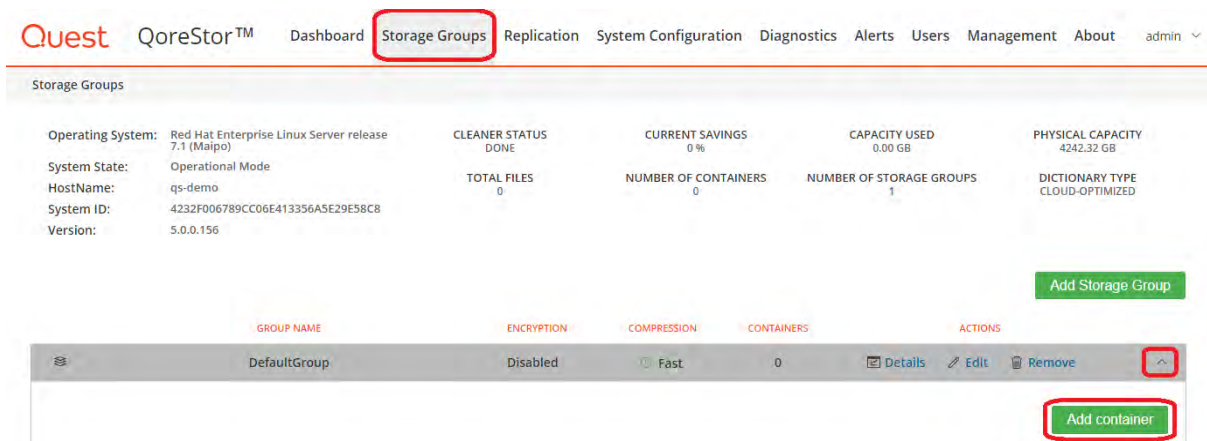 Quest QoreStor™ Dashboard Storage Groups Replication System Configuration Diagnostics Alerts Users Management About admin
Storage Groups
Operating System: Red Hat Enterprise Linux Server release 7.1 (Maipo)
System State: Operational Mode
HostName: qs-demo
System ID: 4232F006789CC06E413356A5E29E58C8
Version: 5.0.0.156
CLEANER STATUS
DONE
CURRENT SAVINGS
0 %
CAPACITY USED
0.00 GB
PHYSICAL CAPACITY
4242.32 GB
TOTAL FILES
0
NUMBER OF CONTAINERS
0
NUMBER OF STORAGE GROUPS
1
DICTIONARY TYPE
CLOUD-OPTIMIZED
Add Storage Group
GROUP NAME ENCRYPTION COMPRESSION CONTAINERS ACTIONS
DefaultGroup Disabled Fast 0 Details Edit Remove
Add container